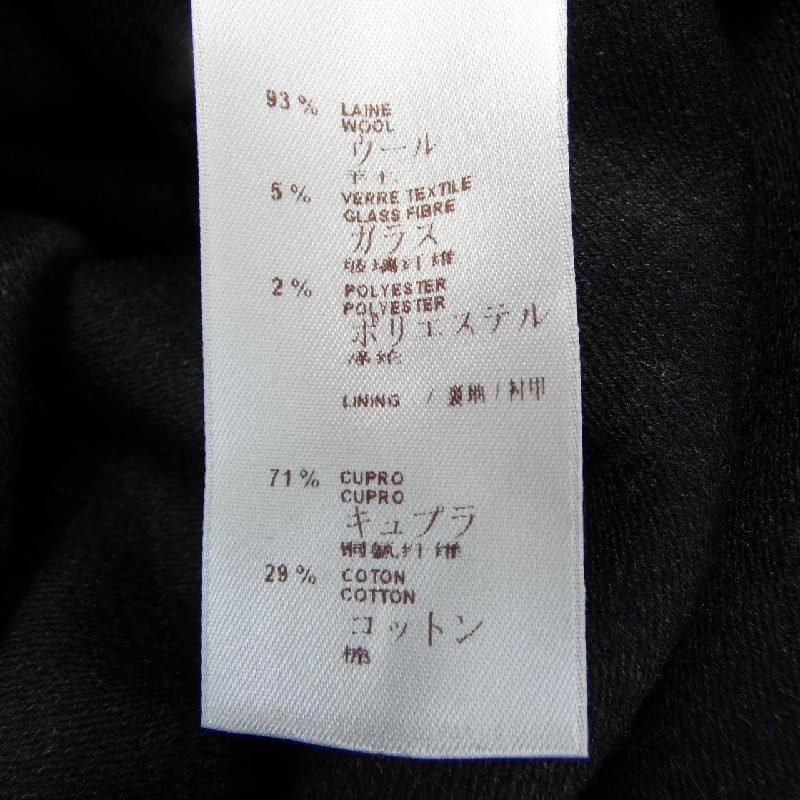 93 % LAINE
WOOL
ウール
羊毛
5 % VERRE TEXTILE
GLASS FIBRE
ガラス
玻璃纤维
2 % POLYESTER
POLYESTER
ポリエステル
涤纶
LINING / 裏地 / 衬里
71 % CUPRO
CUPRO
キュプラ
铜氨纤维
29 % COTON
COTTON
コットン
棉